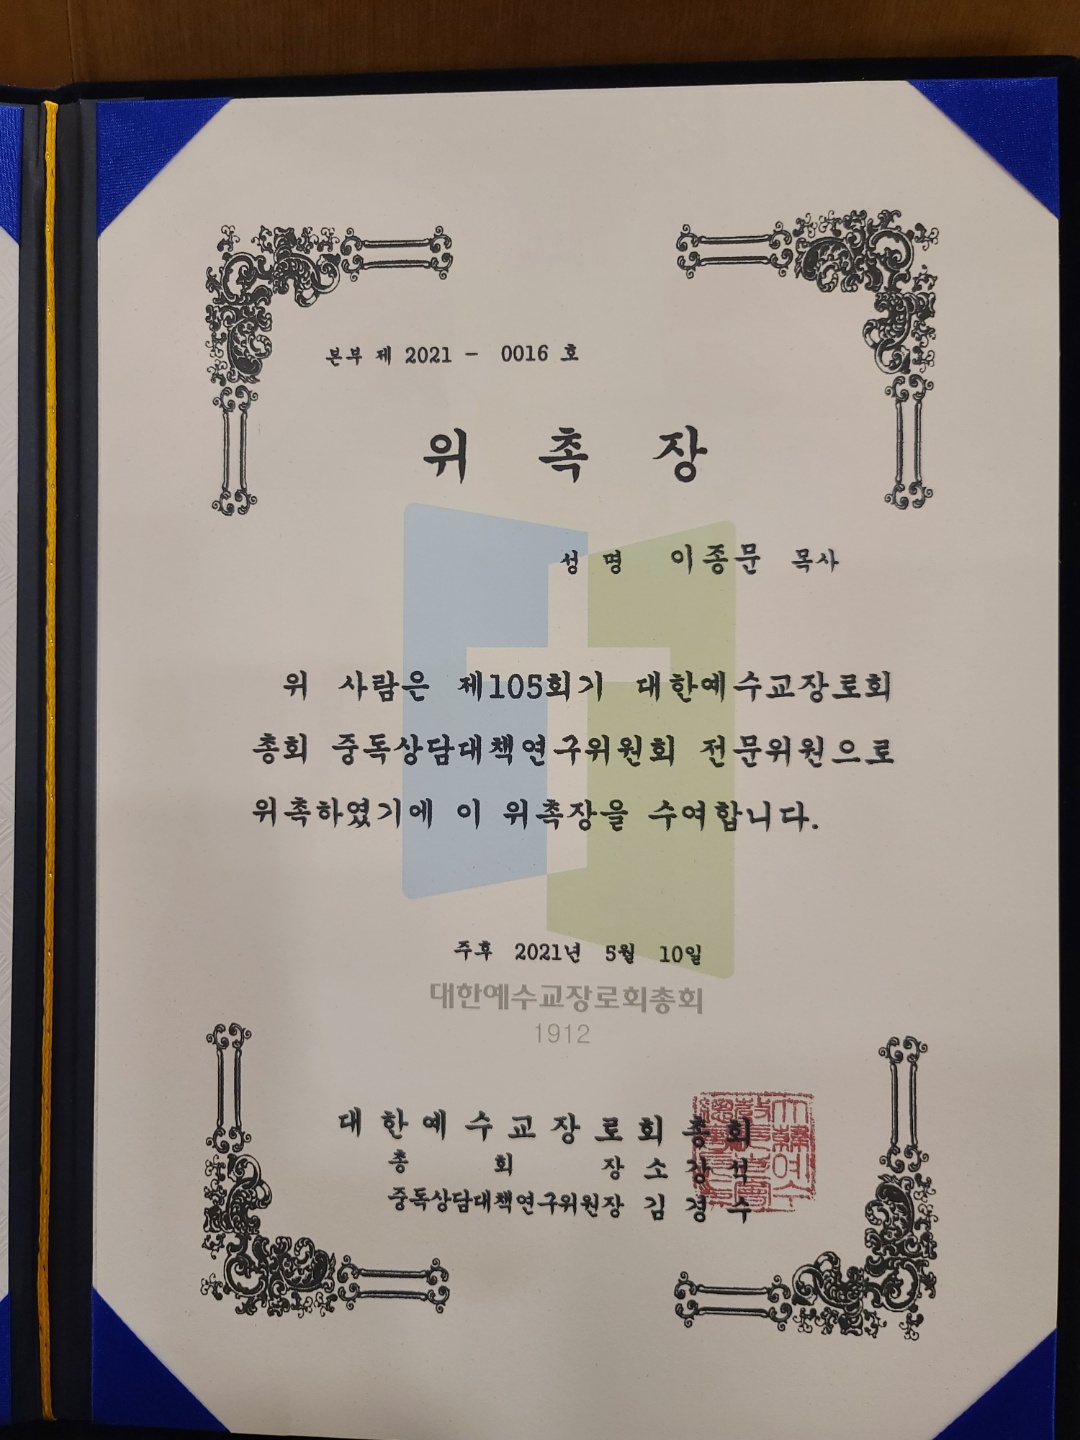 본부 제 2021 - 0016 호
위 촉 장
성 명 이종문 목사
위 사람은 제105회기 대한예수교장로회
총회 중독상담대책연구위원회 전문위원으로
위촉하였기에 이 위촉장을 수여합니다.
주후 2021년 5월 10일
대한예수교장로회총회
1912
대 한 예 수 교 장 로 회 총 회
총 회 장 소 강 석
중독상담대책연구위원장 김 경 수